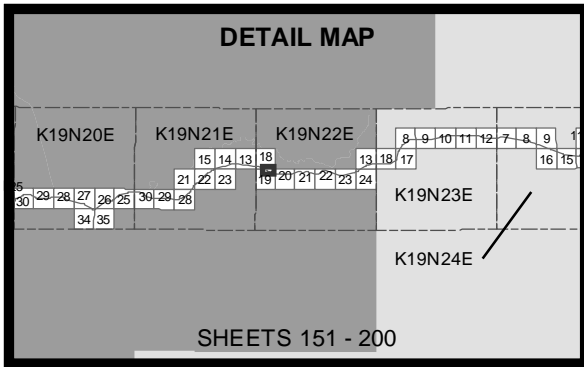 DETAIL MAP
K19N20E K19N21E K19N22E
8 9 10 11 12 7 8 9 11
15 14 13 18 13 18 17 16 15
21 22 23 19 20 21 22 23 24
25
30 29 28 27 26 25 30 29 28
34 35
K19N23E
K19N24E
SHEETS 151 - 200